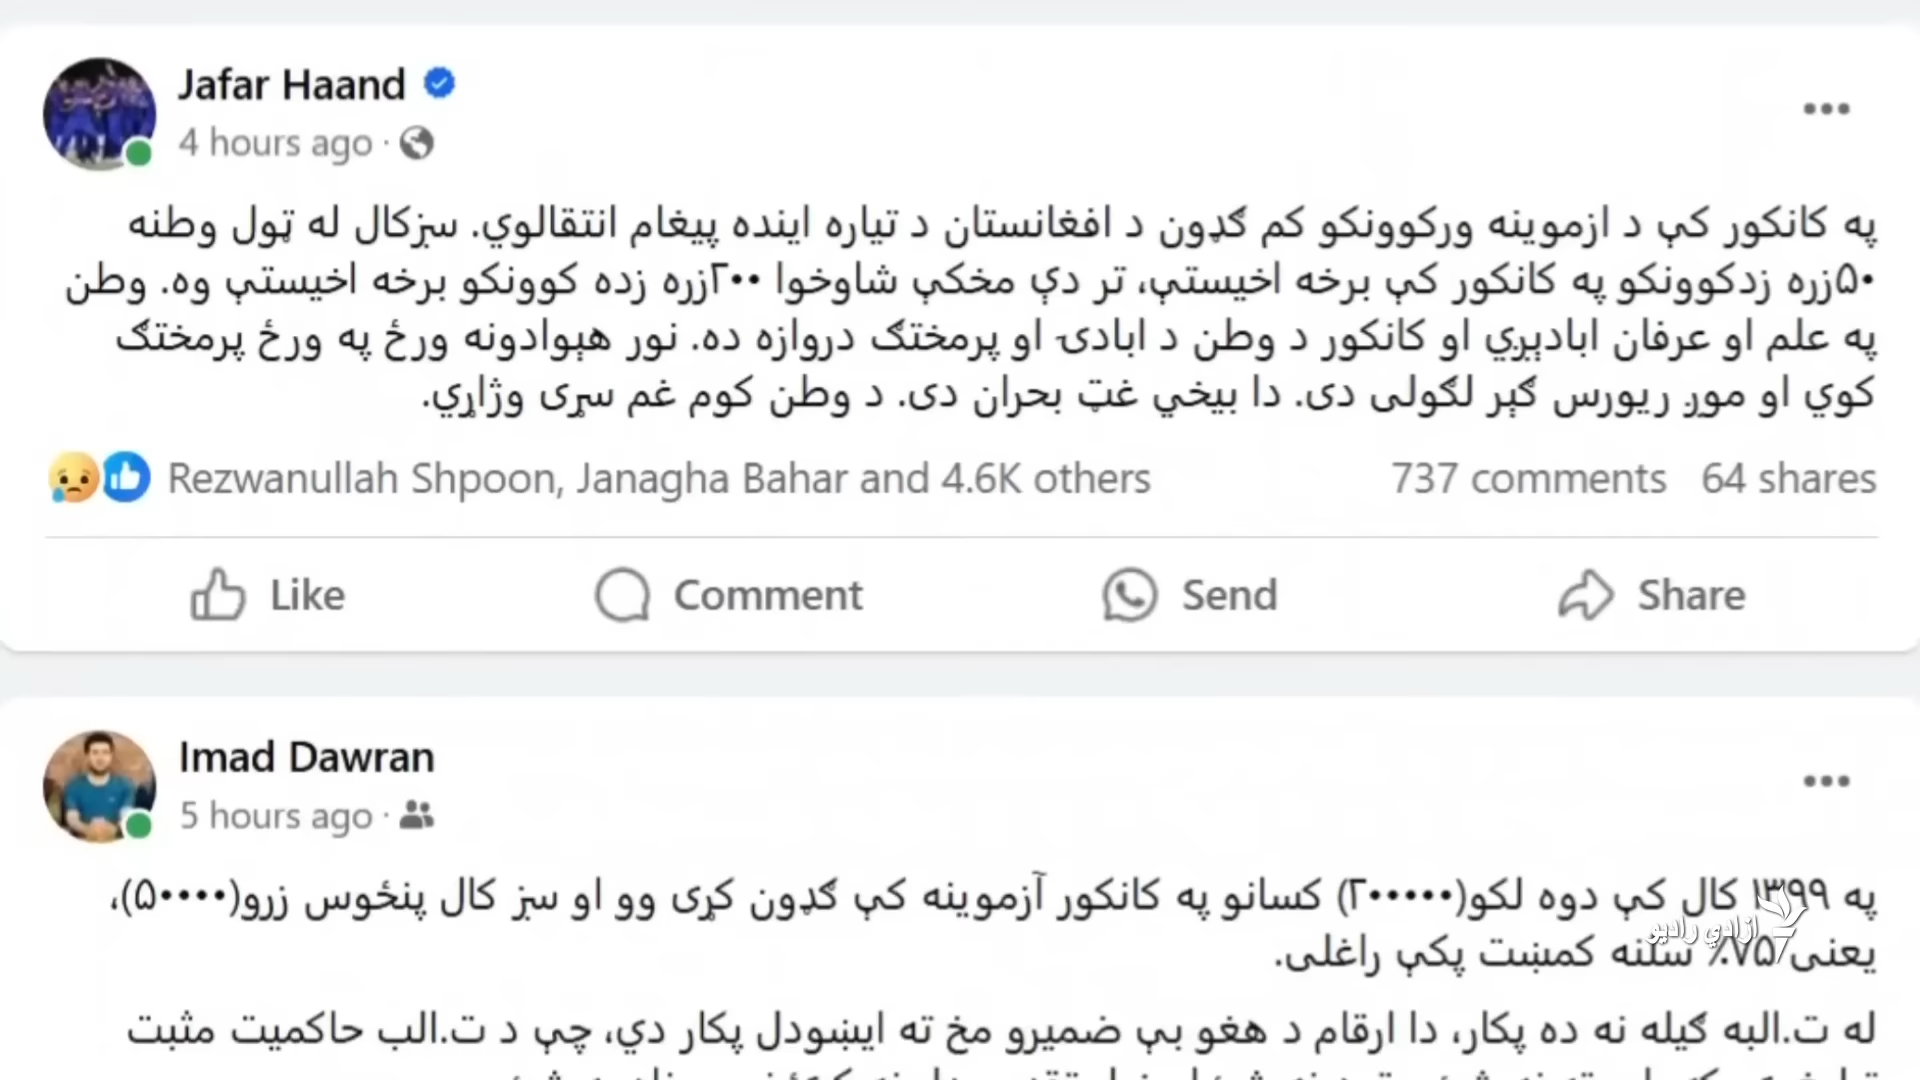 Jafar Haand
4 hours ago ·
په کانکور کې د ازموینه ورکوونکو کم ګډون د افغانستان د تیاره اینده پیغام انتقالوي. سږکال له ټول وطنه
۵۰زره زدکوونکو په کانکور کې برخه اخیستې، تر دې مخکې شاوخوا ۲۰۰زره زده کوونکو برخه اخیستې وه. وطن
په علم او عرفان ابادېږي او کانکور د وطن د ابادۍ او پرمختګ دروازه ده. نور هېوادونه ورځ په ورځ پرمختګ
کوي او موږ ریورس ګېر لګولی دی. دا بیخي غټ بحران دی. د وطن کوم غم سړی وژاړي.
Rezwanullah Shpoon, Janagha Bahar and 4.6K others 737 comments 64 shares
Like Comment Send Share
Imad Dawran
5 hours ago ·
په ۱۳۹۹ کال کې دوه لکو(۲۰۰۰۰۰) کسانو په کانکور آزموینه کې ګډون کړی وو او سږ کال پنځوس زرو(۵۰۰۰۰)،
یعنی ۷۵٪ سلنه کمښت پکې راغلی.
ازادي راډیو
له ت.البه ګیله نه ده پکار، دا ارقام د هغو بې ضمیرو مخ ته ایښودل پکار دي، چې د ت.الب حاکمیت مثبت